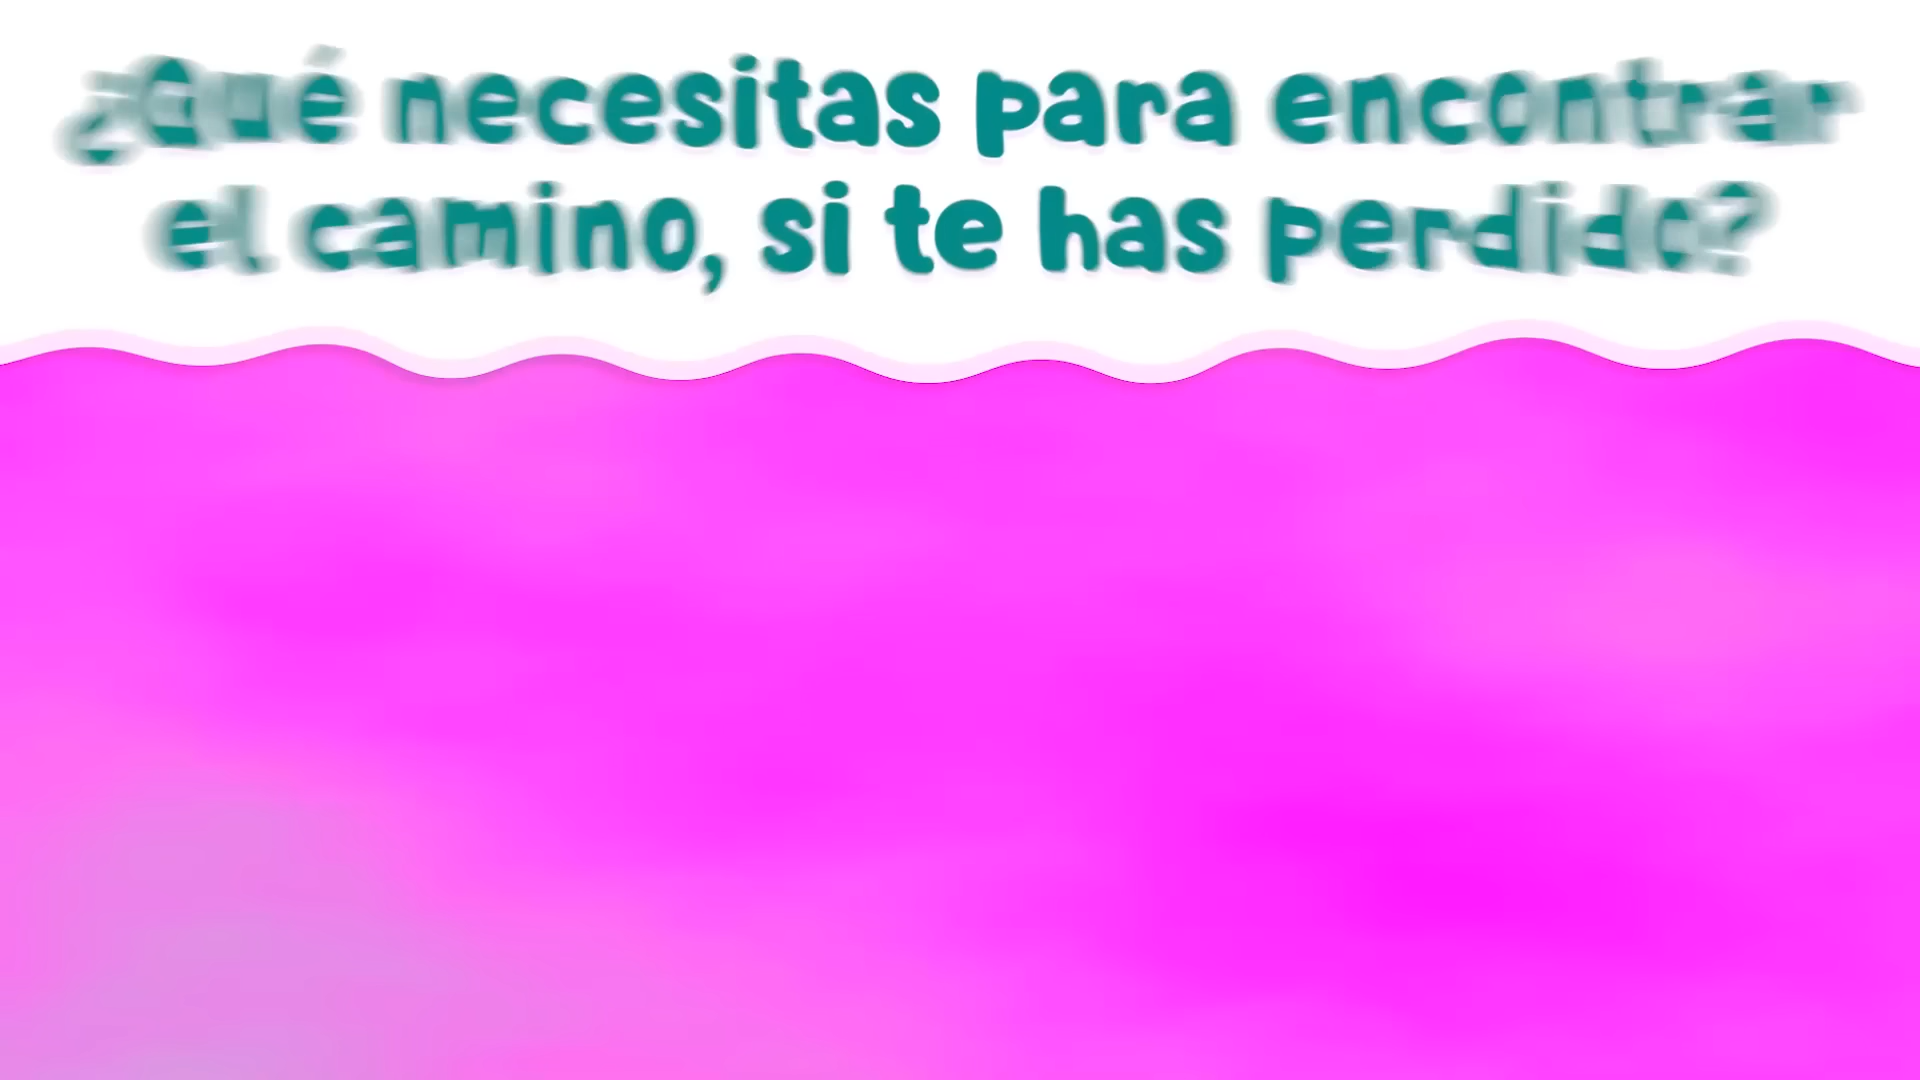 ¿Qué necesitas para encontrar
el camino, si te has perdido?